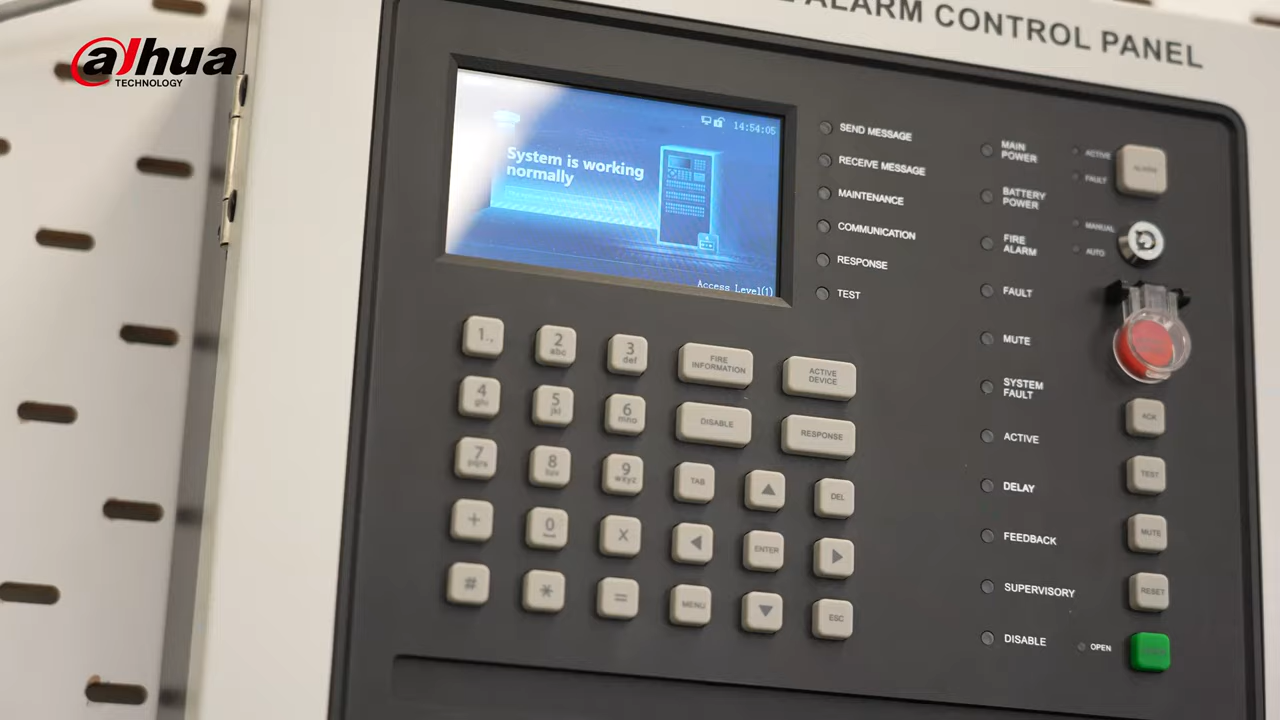 alhua
TECHNOLOGY
ALARM CONTROL PANEL
14:54:05
System is working
normally
Access Level(1)
SEND MESSAGE
RECEIVE MESSAGE
MAINTENANCE
COMMUNICATION
RESPONSE
TEST
MAIN
POWER
BATTERY
POWER
FIRE
ALARM
FAULT
MUTE
SYSTEM
FAULT
ACTIVE
DELAY
FEEDBACK
SUPERVISORY
DISABLE
ACTIVE
FAULT
ALARM
MANUAL
AUTO
ACK
TEST
MUTE
RESET
OPEN
1.,
2
abc
3
def
FIRE
INFORMATION
ACTIVE
DEVICE
4
ghi
5
jkl
6
mno
DISABLE
RESPONSE
7
pqrs
8
tuv
9
wxyz
TAB
▲
DEL
+
0
X
◀
ENTER
▶
#
*
=
MENU
▼
ESC